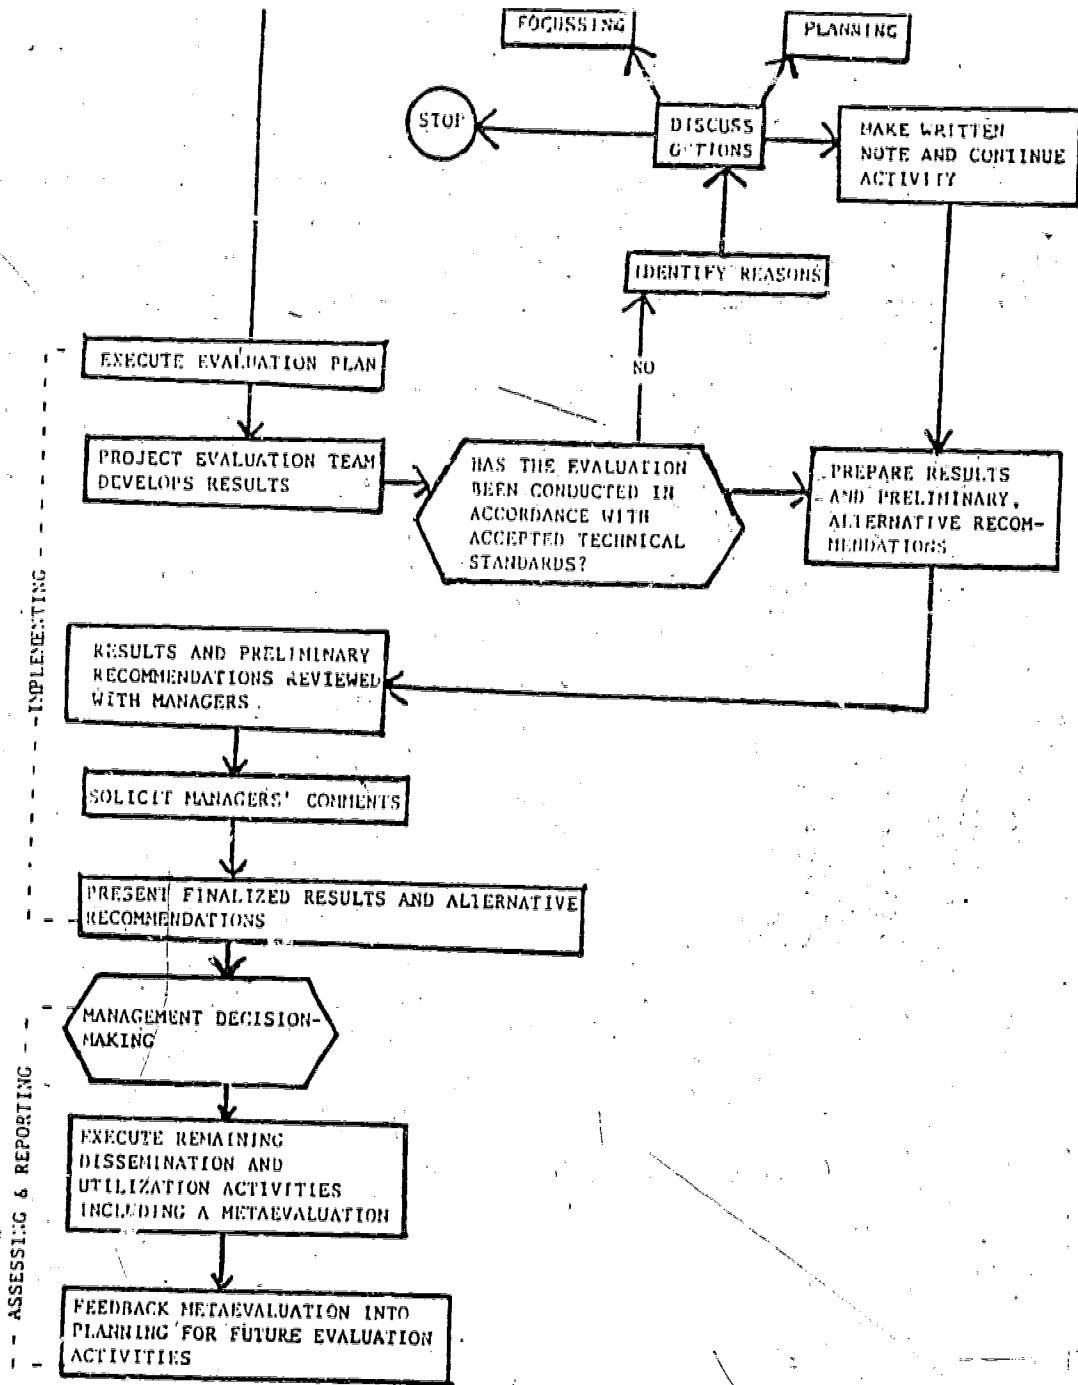 FOCUSSING
PLANNING
STOP
DISCUSS
OPTIONS
MAKE WRITTEN
NOTE AND CONTINUE
ACTIVITY
IDENTIFY REASONS
NO
EXECUTE EVALUATION PLAN
PROJECT EVALUATION TEAM
DEVELOPS RESULTS
HAS THE EVALUATION
BEEN CONDUCTED IN
ACCORDANCE WITH
ACCEPTED TECHNICAL
STANDARDS?
PREPARE RESULTS
AND PRELIMINARY,
ALTERNATIVE RECOM-
MENDATIONS
IMPLEMENTING
RESULTS AND PRELIMINARY
RECOMMENDATIONS REVIEWED
WITH MANAGERS
SOLICIT MANAGERS' COMMENTS
PRESENT FINALIZED RESULTS AND ALTERNATIVE
RECOMMENDATIONS
MANAGEMENT DECISION-
MAKING
ASSESSING & REPORTING
EXECUTE REMAINING
DISSEMINATION AND
UTILIZATION ACTIVITIES
INCLUDING A METAEVALUATION
FEEDBACK METAEVALUATION INTO
PLANNING FOR FUTURE EVALUATION
ACTIVITIES